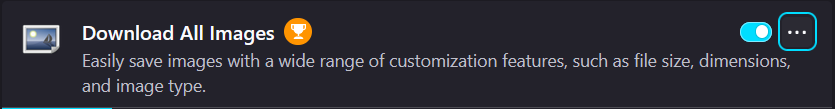 Download All Images
Easily save images with a wide range of customization features, such as file size, dimensions,
and image type.